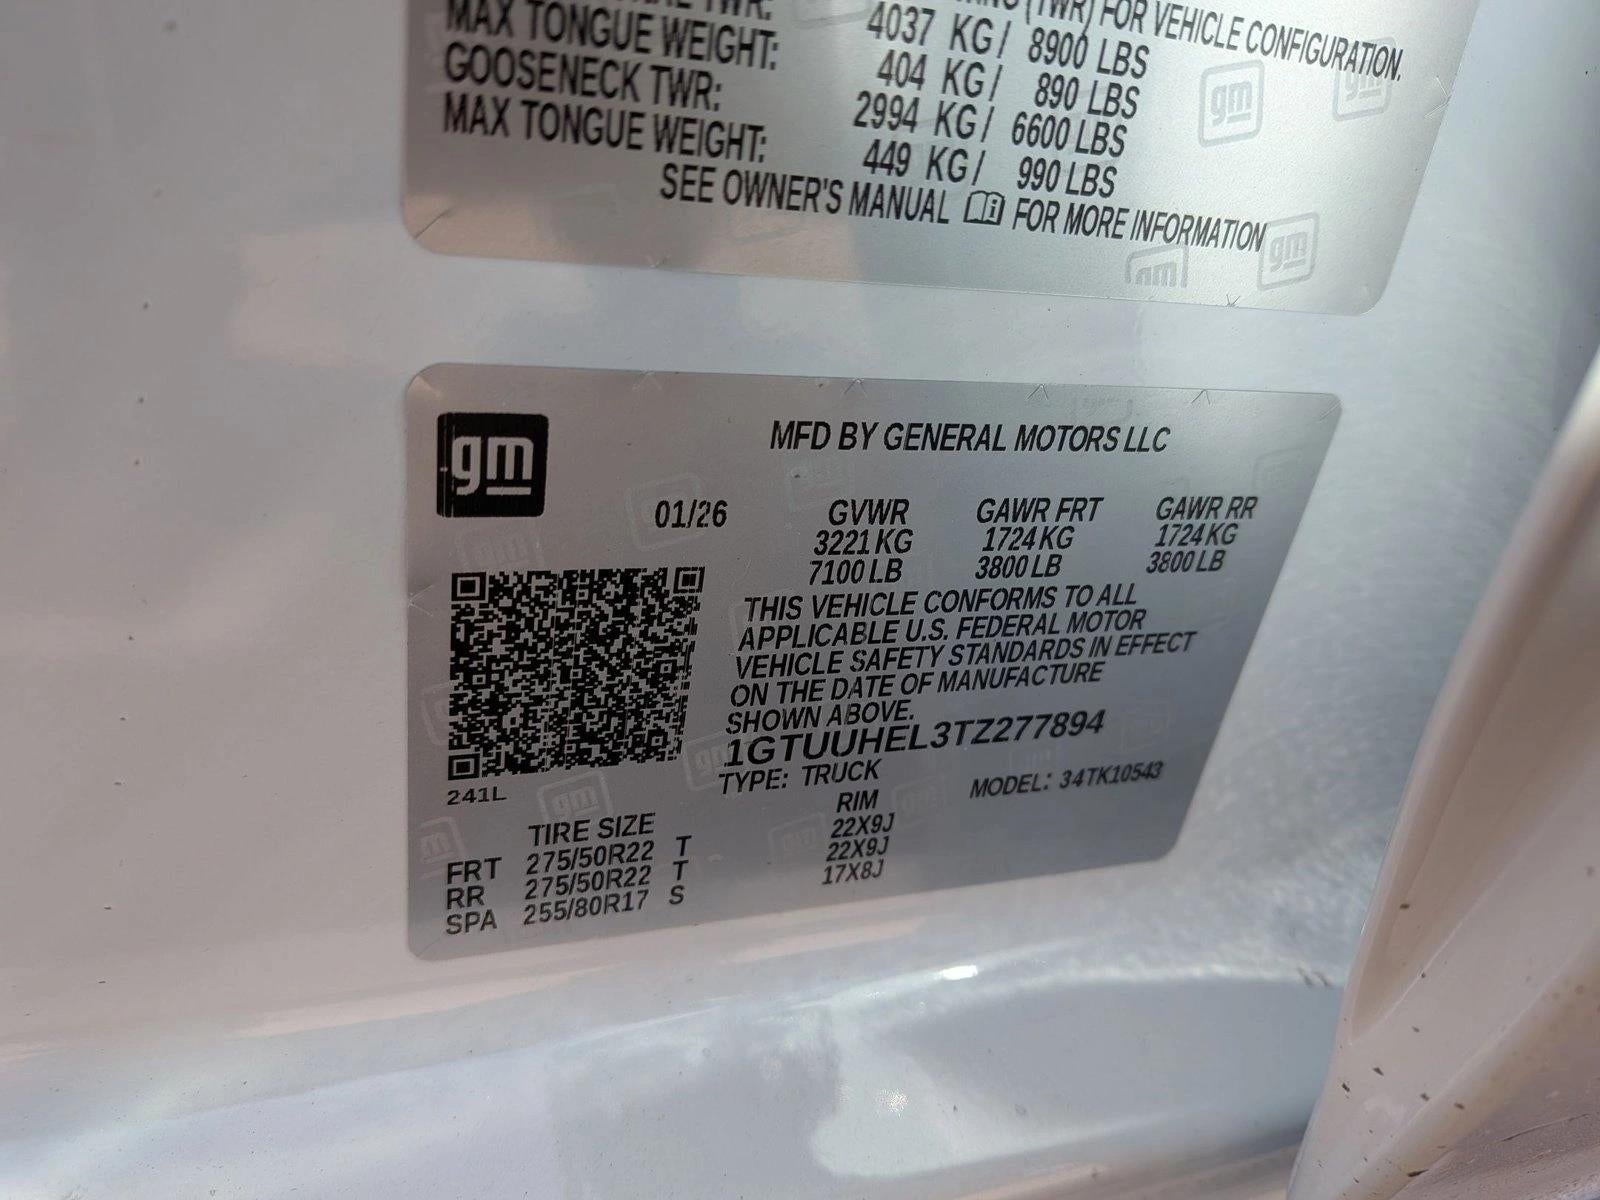 (TWR) FOR VEHICLE CONFIGURATION.
TWR: 4037 KG/ 8900 LBS
MAX TONGUE WEIGHT: 404 KG/ 890 LBS
GOOSENECK TWR: 2994 KG/ 6600 LBS
MAX TONGUE WEIGHT: 449 KG/ 990 LBS
SEE OWNER'S MANUAL FOR MORE INFORMATION
gm
MFD BY GENERAL MOTORS LLC
01/26 GVWR GAWR FRT GAWR RR
3221 KG 1724 KG 1724 KG
7100 LB 3800 LB 3800 LB
THIS VEHICLE CONFORMS TO ALL
APPLICABLE U.S. FEDERAL MOTOR
VEHICLE SAFETY STANDARDS IN EFFECT
ON THE DATE OF MANUFACTURE
SHOWN ABOVE.
1GTUUHEL3TZ277894
TYPE: TRUCK MODEL: 34TK10543
241L
TIRE SIZE RIM
FRT 275/50R22 T 22X9J
RR 275/50R22 T 22X9J
SPA 255/80R17 S 17X8J